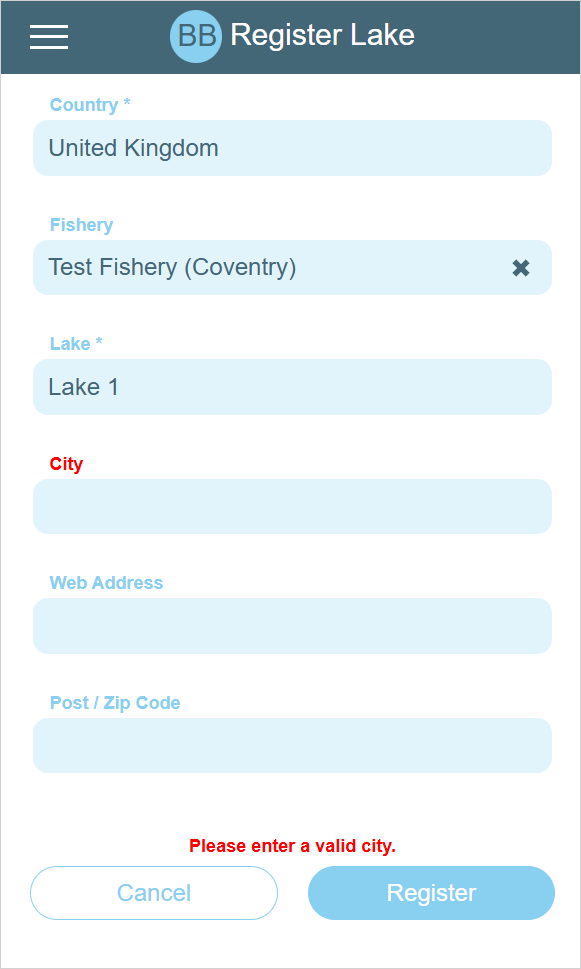 BB Register Lake
Country *
United Kingdom
Fishery
Test Fishery (Coventry)
Lake *
Lake 1
City
Web Address
Post / Zip Code
Please enter a valid city.
Cancel
Register